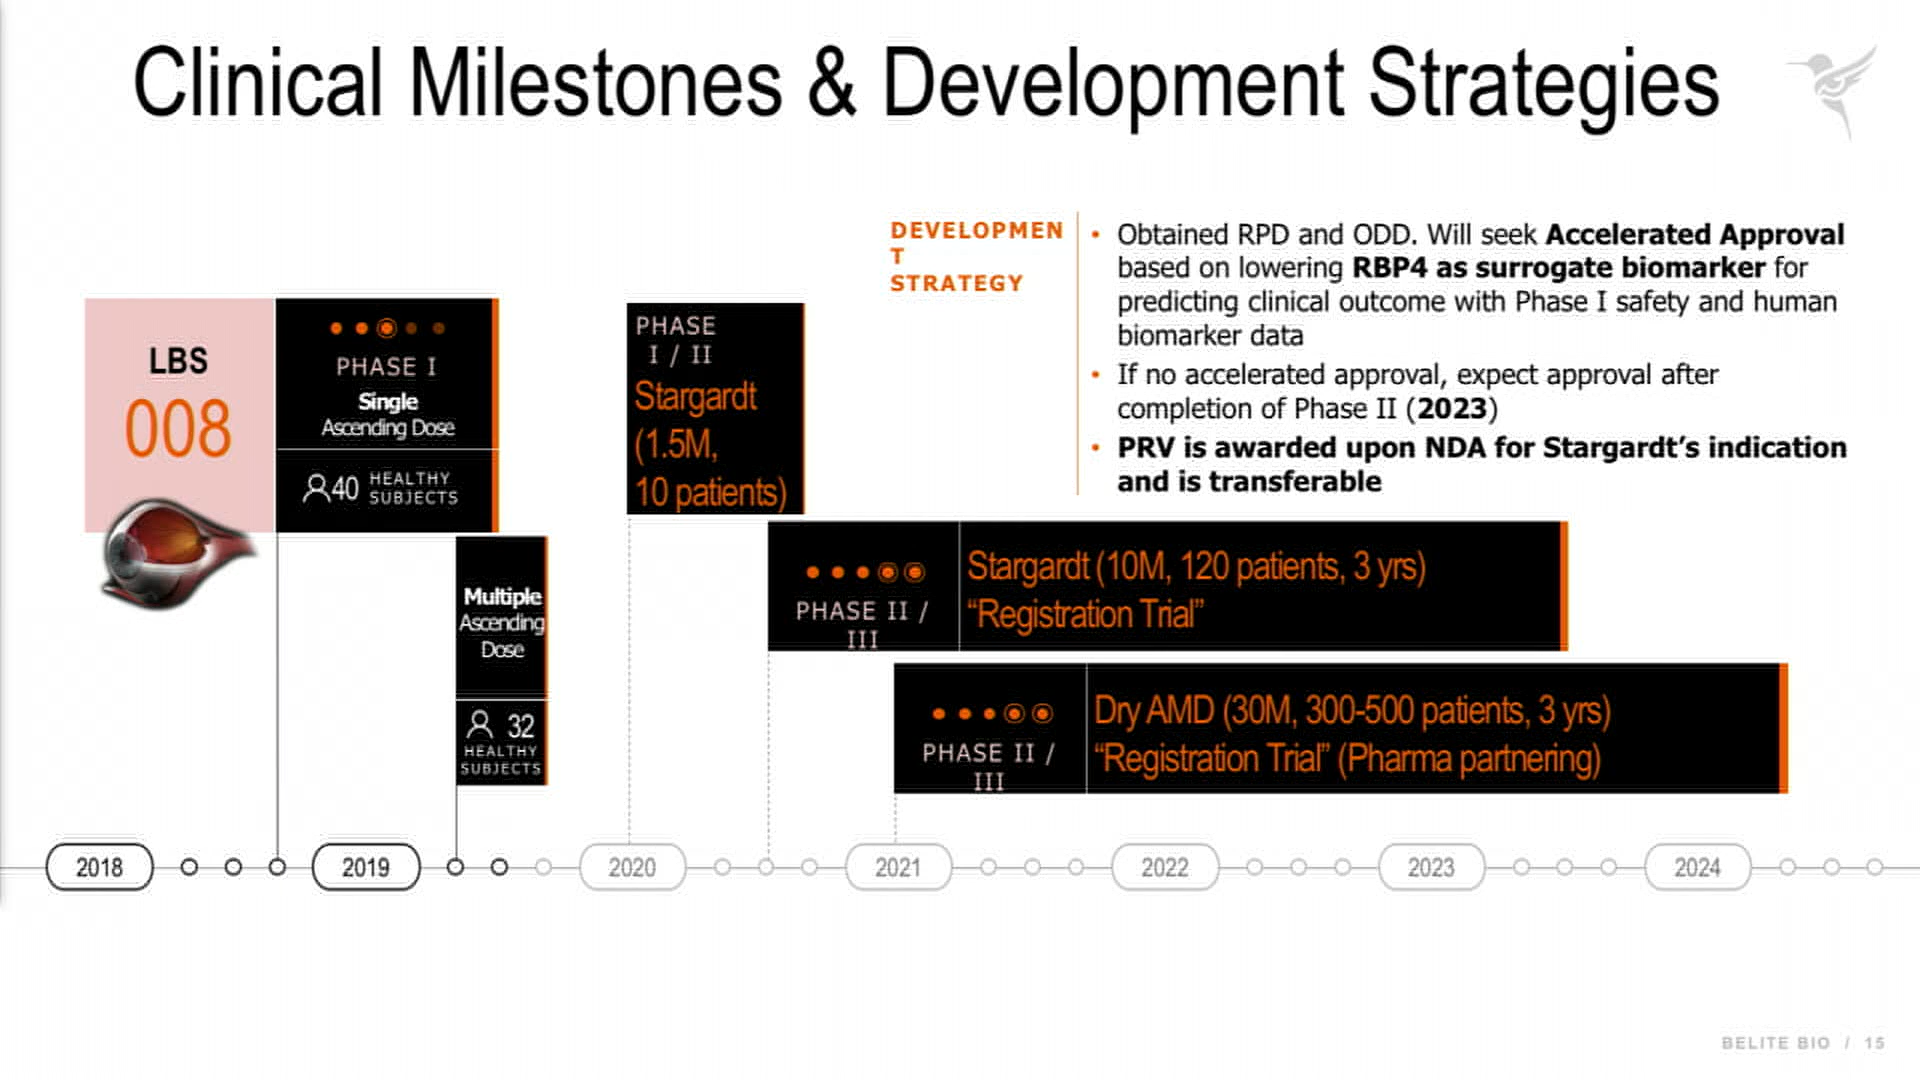 Clinical Milestones & Development Strategies
DEVELOPMEN
T
STRATEGY
• Obtained RPD and ODD. Will seek Accelerated Approval
based on lowering RBP4 as surrogate biomarker for
predicting clinical outcome with Phase I safety and human
biomarker data
• If no accelerated approval, expect approval after
completion of Phase II (2023)
• PRV is awarded upon NDA for Stargardt’s indication
and is transferable
LBS
008
PHASE I
Single
Ascending Dose
40 HEALTHY
SUBJECTS
Multiple
Ascending
Dose
32
HEALTHY
SUBJECTS
PHASE
I / II
Stargardt
(1.5M,
10 patients)
PHASE II /
III
Stargardt (10M, 120 patients, 3 yrs)
“Registration Trial”
PHASE II /
III
Dry AMD (30M, 300-500 patients, 3 yrs)
“Registration Trial” (Pharma partnering)
2018 2019 2020 2021 2022 2023 2024
BELITE BIO / 15